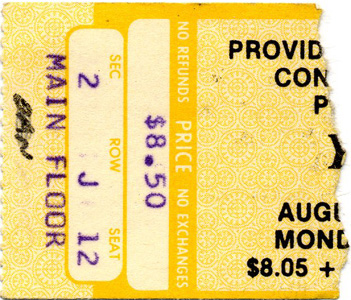 MAIN FLOOR
SEC ROW SEAT
2 J 12
$8.50
NO REFUNDS PRICE NO EXCHANGES
PROVID
CON
P
Y
AUGU
MOND
$8.05 +